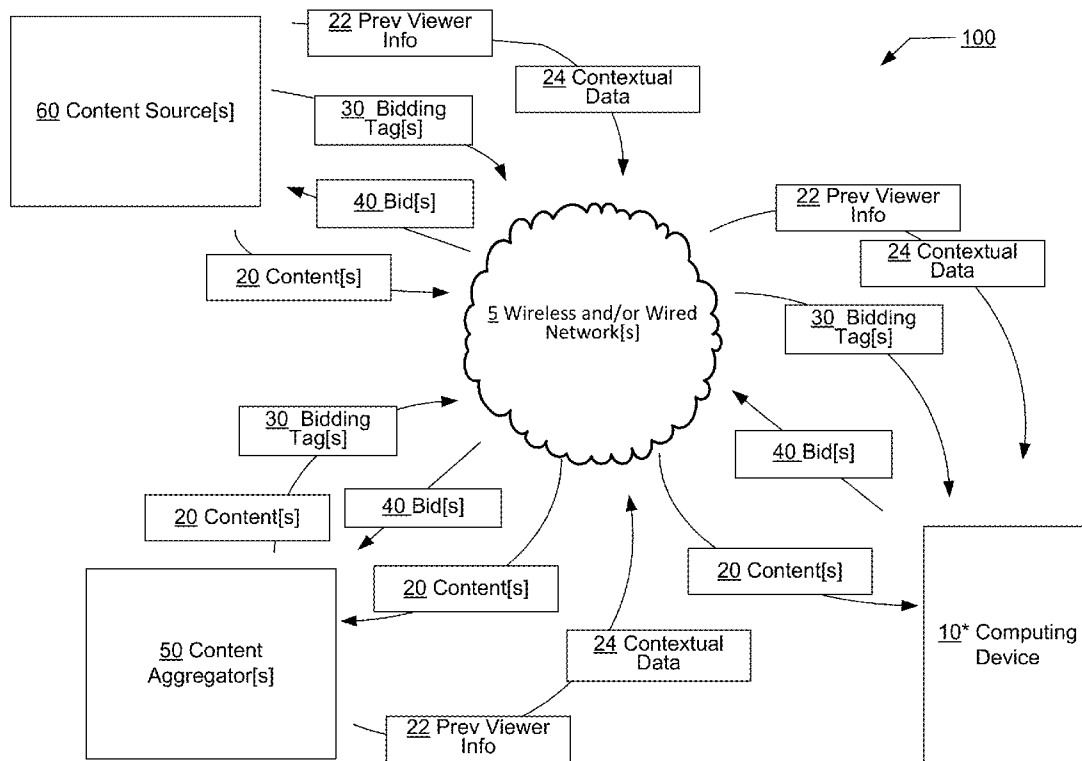 22 Prev Viewer
Info
100
24 Contextual
Data
60 Content Source[s]
30 Bidding
Tag[s]
40 Bid[s]
22 Prev Viewer
Info
24 Contextual
Data
20 Content[s]
5 Wireless and/or Wired
Network[s]
30 Bidding
Tag[s]
30 Bidding
Tag[s]
40 Bid[s]
40 Bid[s]
20 Content[s]
20 Content[s]
20 Content[s]
50 Content
Aggregator[s]
24 Contextual
Data
10* Computing
Device
22 Prev Viewer
Info